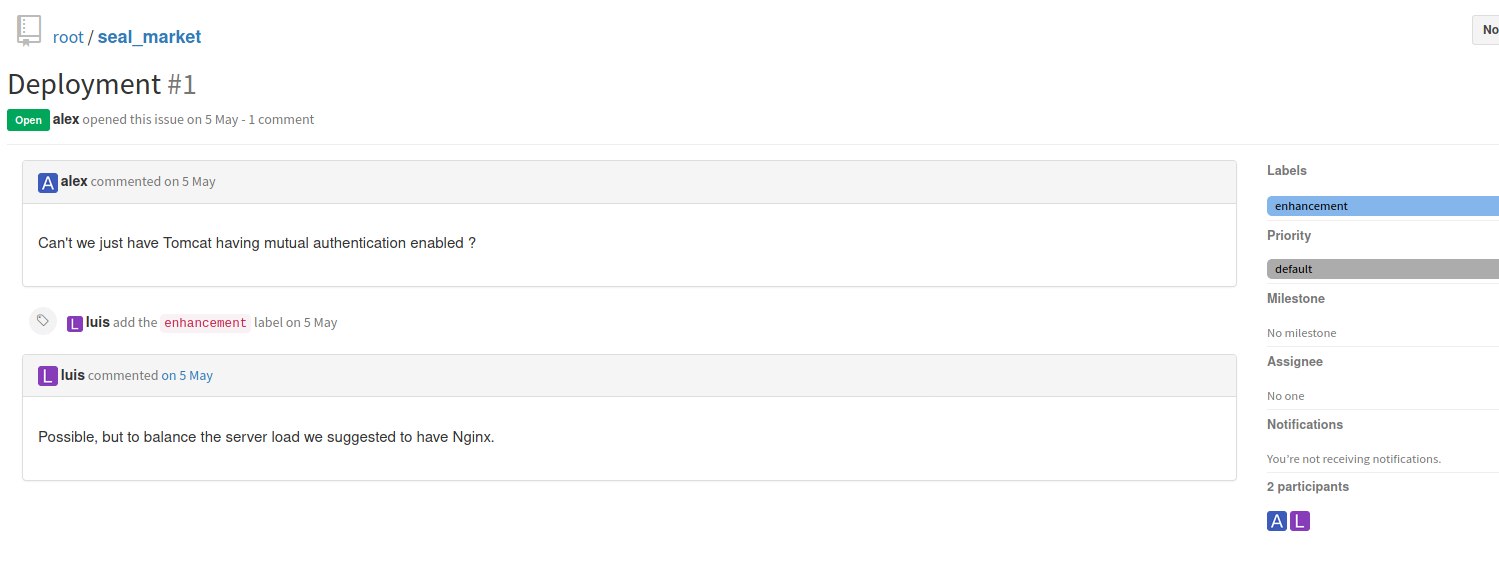 root / seal_market
No
Deployment #1
Open alex opened this issue on 5 May - 1 comment
A alex commented on 5 May
Can't we just have Tomcat having mutual authentication enabled ?
L luis add the enhancement label on 5 May
L luis commented on 5 May
Possible, but to balance the server load we suggested to have Nginx.
Labels
enhancement
Priority
default
Milestone
No milestone
Assignee
No one
Notifications
You're not receiving notifications.
2 participants
A L